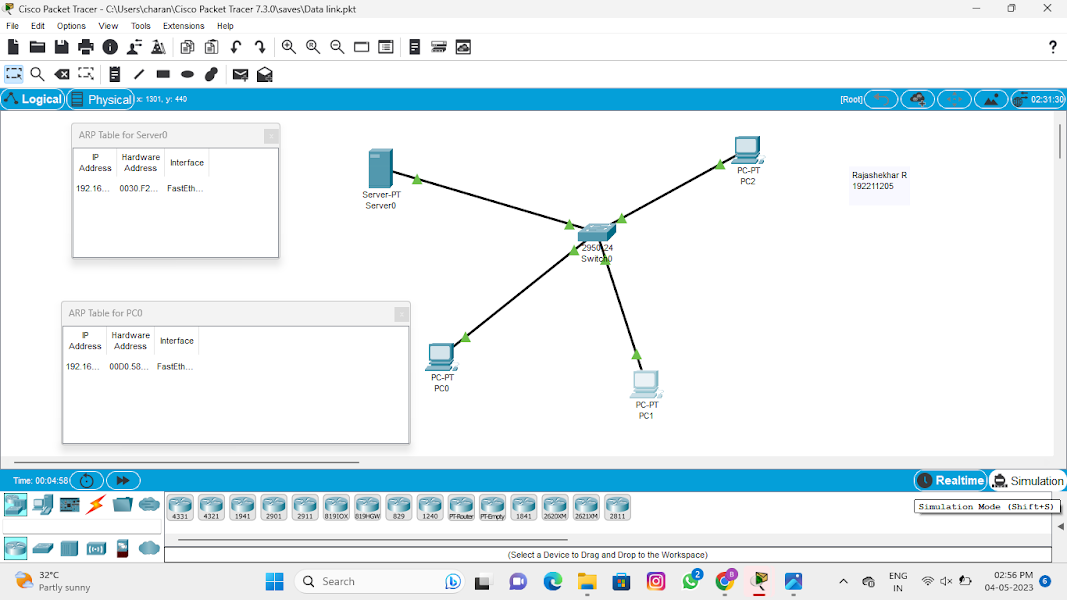 Cisco Packet Tracer - C:\Users\charan\Cisco Packet Tracer 7.3.0\saves\Data link.pkt
File Edit Options View Tools Extensions Help
?
Logical Physical x: 1301, y: 440 [Root] 02:31:30
ARP Table for Server0
IP Address Hardware Address Interface
192.16... 0030.F2... FastEth...
Server-PT
Server0
PC-PT
PC2
Rajashekhar R
192211205
2950-24
Switch0
ARP Table for PC0
IP Address Hardware Address Interface
192.16... 00D0.58... FastEth...
PC-PT
PC0
PC-PT
PC1
Time: 00:04:58 Realtime Simulation
Simulation Mode (Shift+S)
4331 4321 1941 2901 2911 819IOX 819HGW 829 1240 PT-Router PT-Empty 1841 2620XM 2621XM 2811
(Select a Device to Drag and Drop to the Workspace)
32°C
Partly sunny
Search
2
8
ENG
IN
02:56 PM
04-05-2023
6